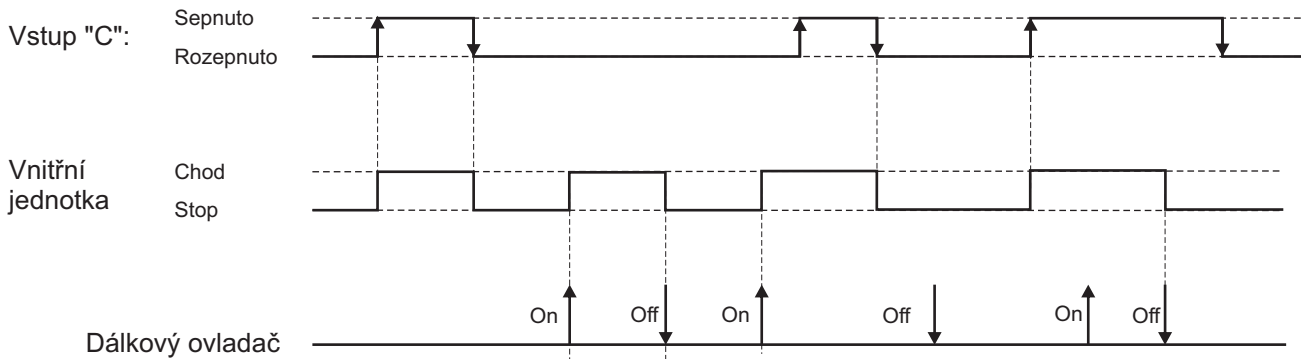 Vstup "C":
Sepnuto
Rozepnuto
Vnitřní
jednotka
Chod
Stop
On
Off
On
Off
On
Off
Dálkový ovladač